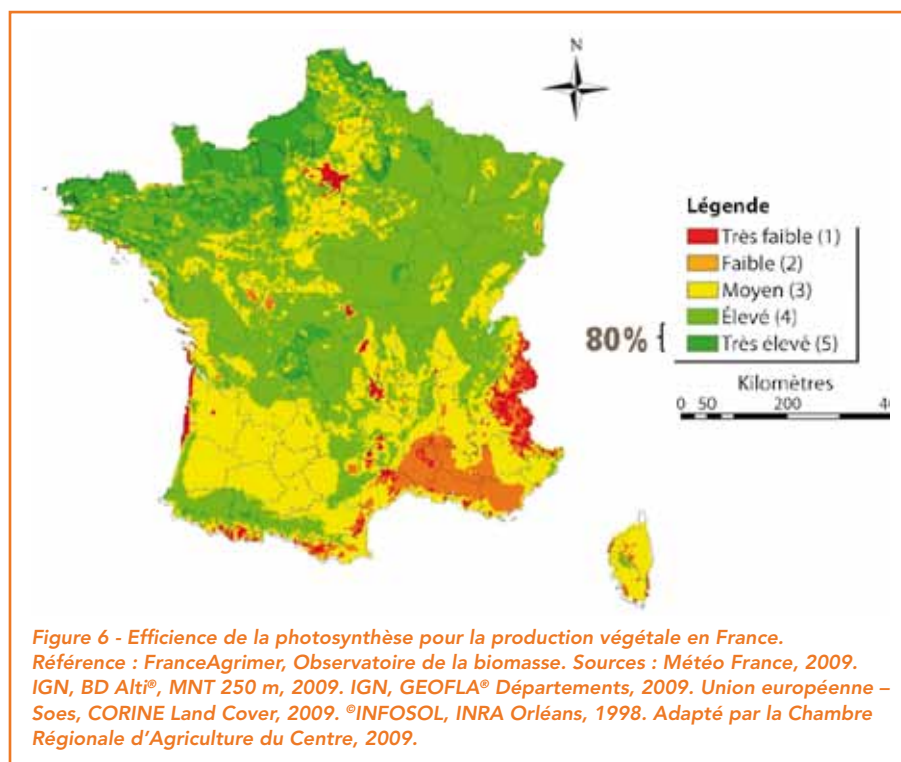 N
Légende
Très faible (1)
Faible (2)
Moyen (3)
Élevé (4)
80% { Très élevé (5)
Kilomètres
0 50 200 40
Figure 6 - Efficience de la photosynthèse pour la production végétale en France.
Référence : FranceAgrimer, Observatoire de la biomasse. Sources : Météo France, 2009.
IGN, BD Alti®, MNT 250 m, 2009. IGN, GEOFLA® Départements, 2009. Union européenne –
Soes, CORINE Land Cover, 2009. ©INFOSOL, INRA Orléans, 1998. Adapté par la Chambre
Régionale d’Agriculture du Centre, 2009.